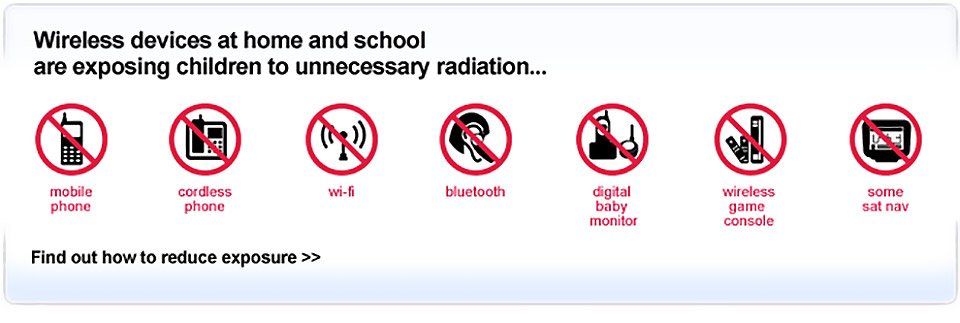 Wireless devices at home and school
are exposing children to unnecessary radiation...
mobile
phone
cordless
phone
wi-fi
bluetooth
digital
baby
monitor
wireless
game
console
some
sat nav
Find out how to reduce exposure >>